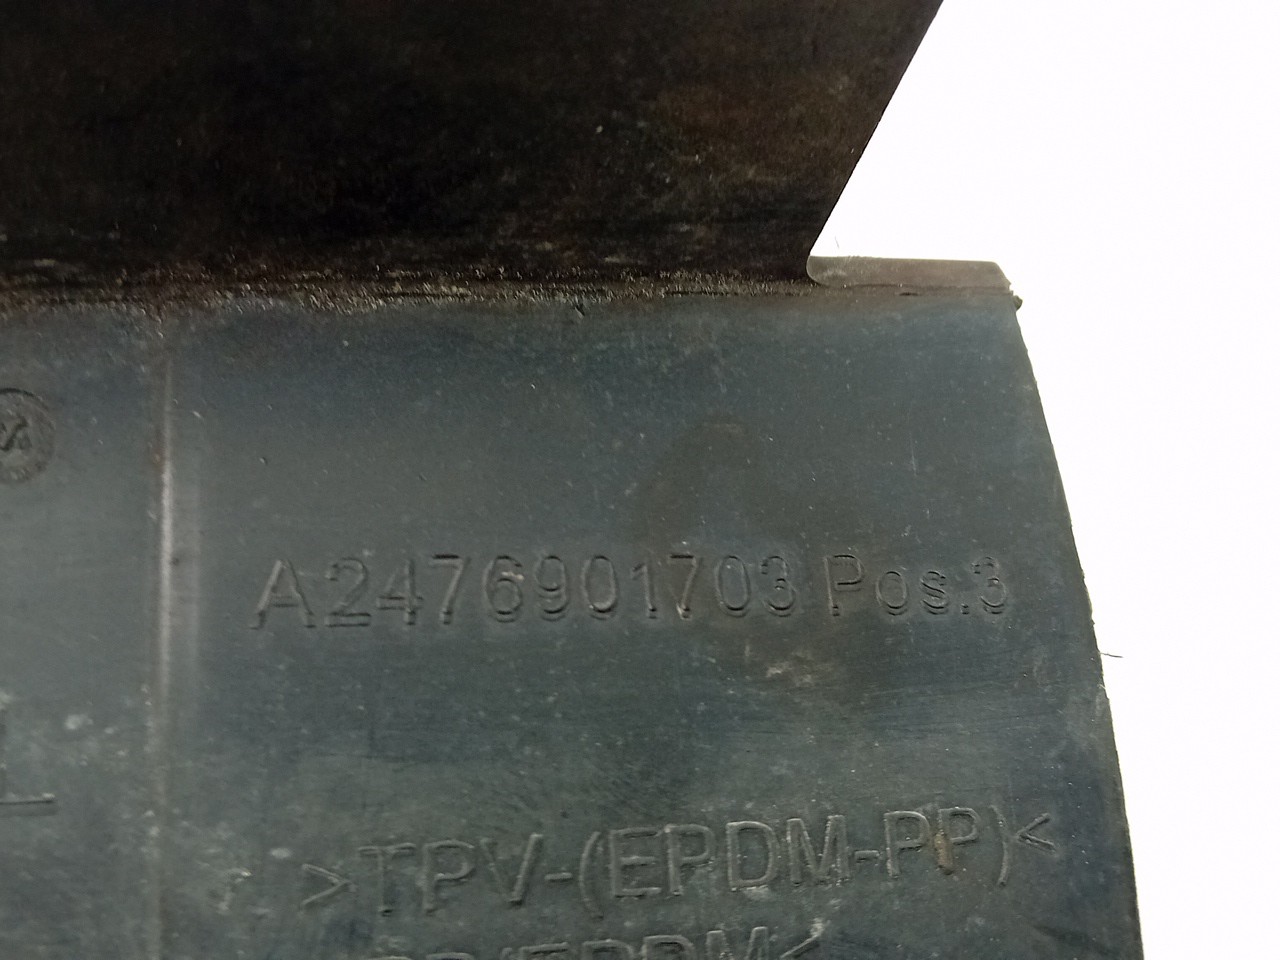 A2476901703 Pos.3
>TPV-(EPDM-PP)<